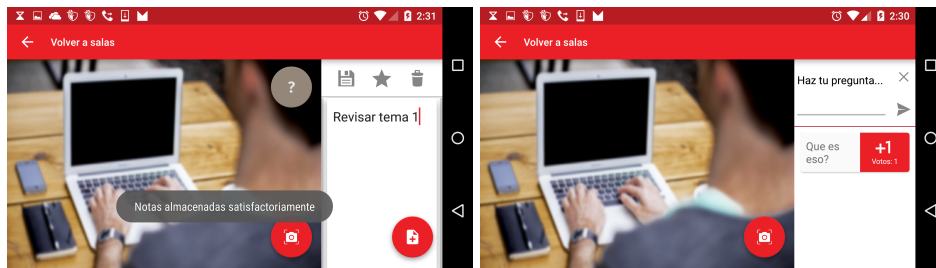 2:31
Volver a salas
?
Revisar tema 1
Notas almacenadas satisfactoriamente
2:30
Volver a salas
Haz tu pregunta...
Que es
eso?
+1
Votos: 1